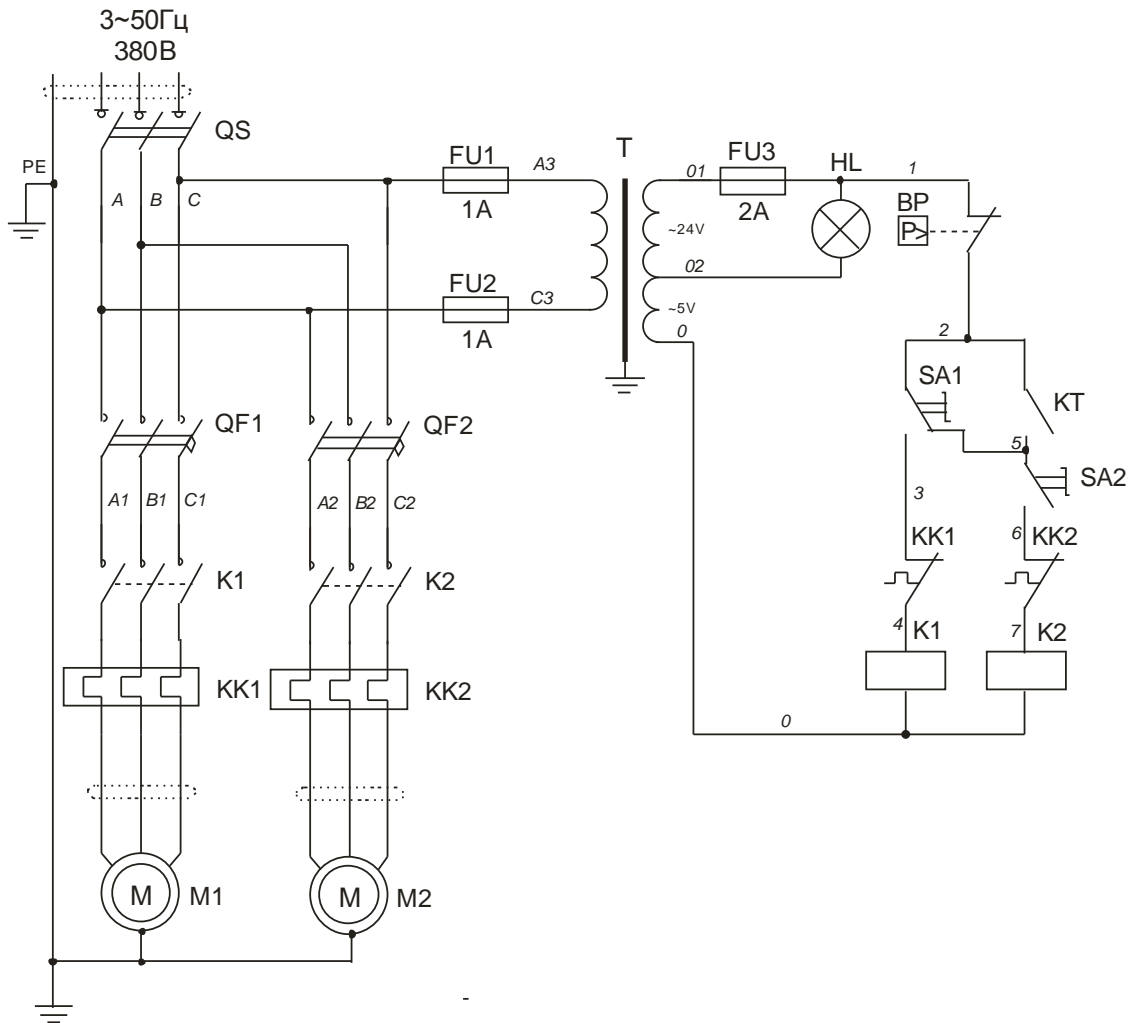 3~50Гц
380В
QS
PE
A
B
C
FU1
1A
A3
FU2
1A
C3
T
01
FU3
2A
HL
1
~24V
BP
P>
02
~5V
0
2
SA1
KT
5
SA2
3
6
KK1
KK2
4
K1
7
K2
0
QF1
QF2
A1
B1
C1
A2
B2
C2
K1
K2
KK1
KK2
M
M1
M
M2
-